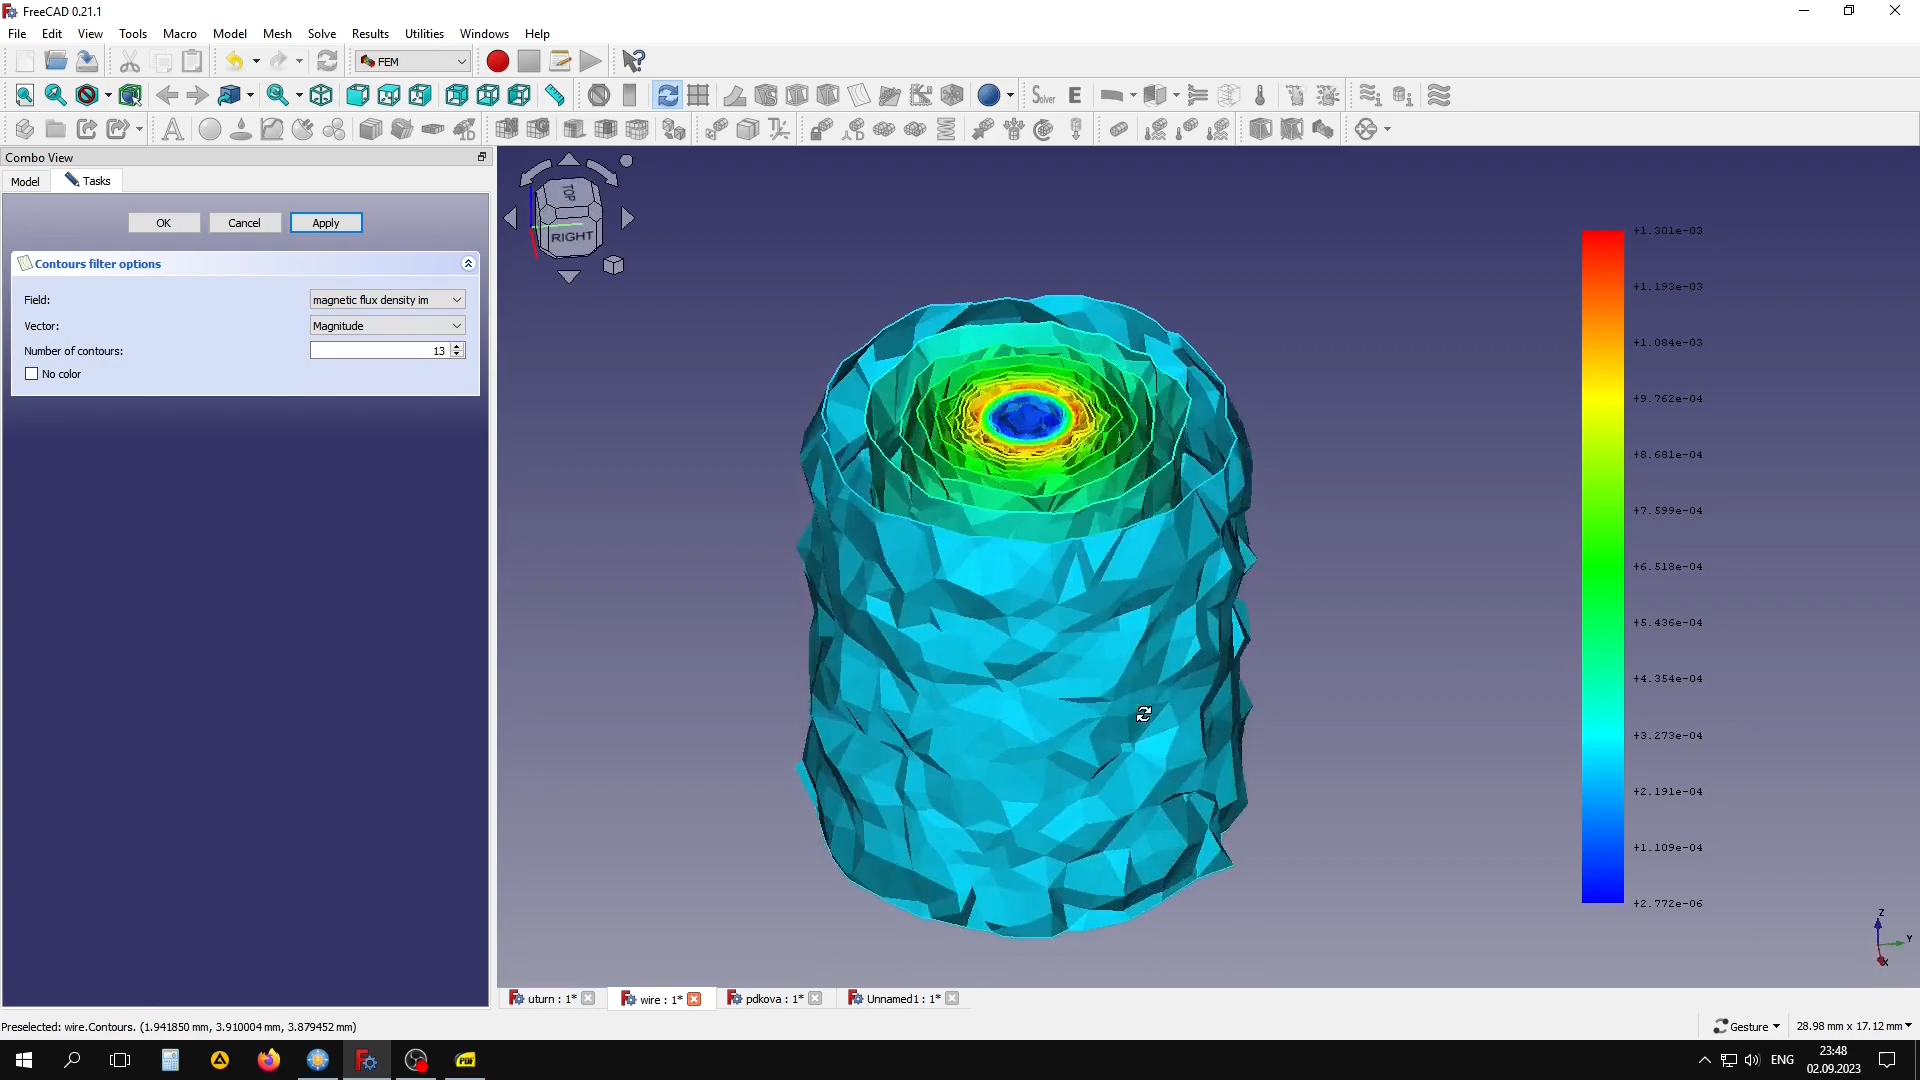 FreeCAD 0.21.1
File Edit View Tools Macro Model Mesh Solve Results Utilities Windows Help
FEM
Solver E
A
Combo View
Model Tasks
OK Cancel Apply
Contours filter options
Field: magnetic flux density im
Vector: Magnitude
Number of contours: 13
No color
TOP
RIGHT
+1.301e-03
+1.193e-03
+1.084e-03
+9.762e-04
+8.681e-04
+7.599e-04
+6.518e-04
+5.436e-04
+4.354e-04
+3.273e-04
+2.191e-04
+1.109e-04
+2.772e-06
Z
Y
X
uturn : 1* wire : 1* pdkova : 1* Unnamed1 : 1*
Preselected: wire.Contours. (1.941850 mm, 3.910004 mm, 3.879452 mm)
Gesture 28.98 mm x 17.12 mm
PDF
ENG
23:48
02.09.2023